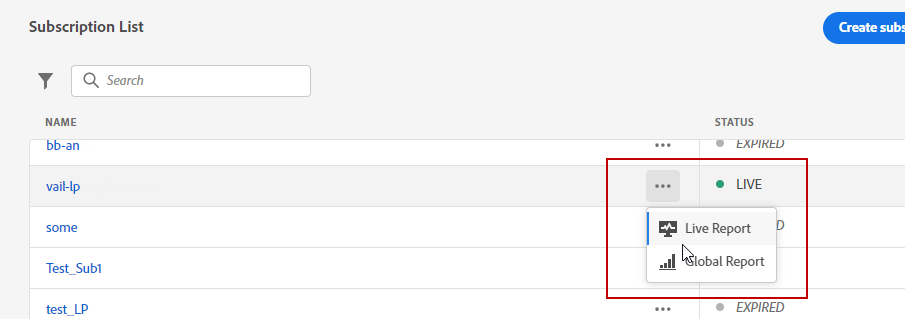 Subscription List
Create subs
Search
NAME
STATUS
bb-an
EXPIRED
vail-lp
LIVE
some
Live Report
Test_Sub1
Global Report
test_LP
EXPIRED